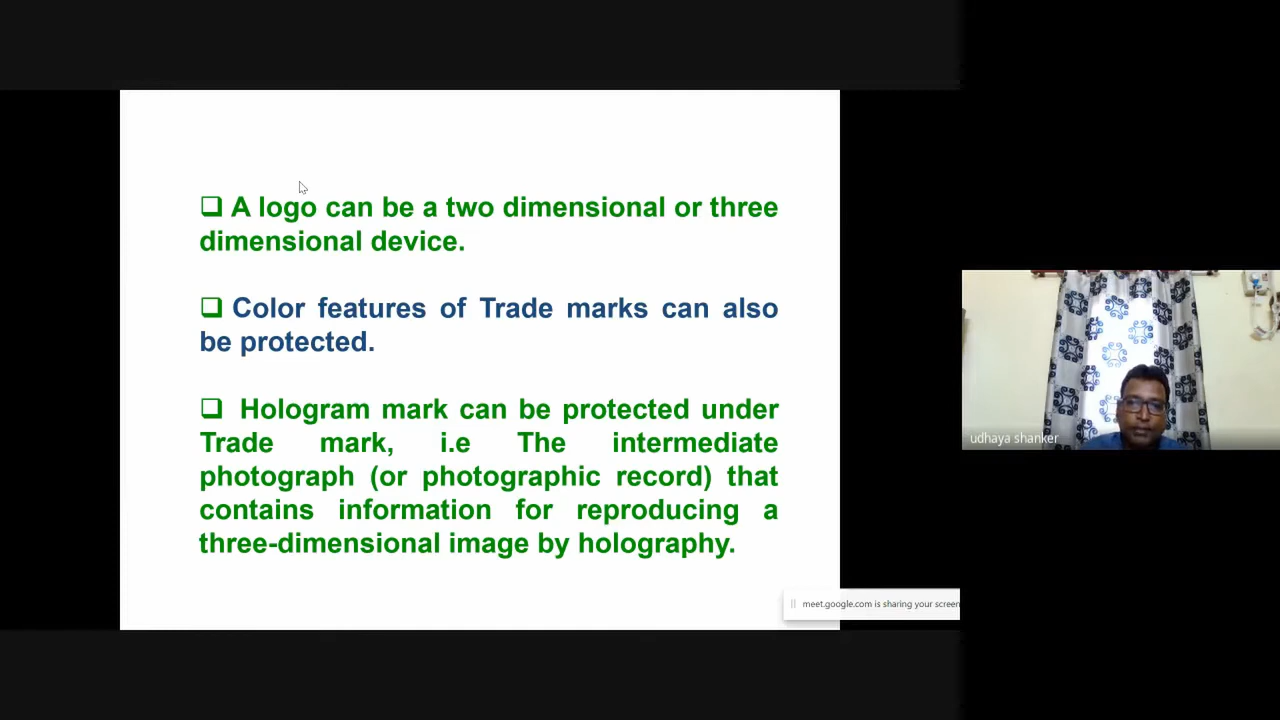 ❑ A logo can be a two dimensional or three
dimensional device.
❑ Color features of Trade marks can also
be protected.
❑ Hologram mark can be protected under
Trade mark, i.e The intermediate
photograph (or photographic record) that
contains information for reproducing a
three-dimensional image by holography.
meet.google.com is sharing your screen
udhaya shanker